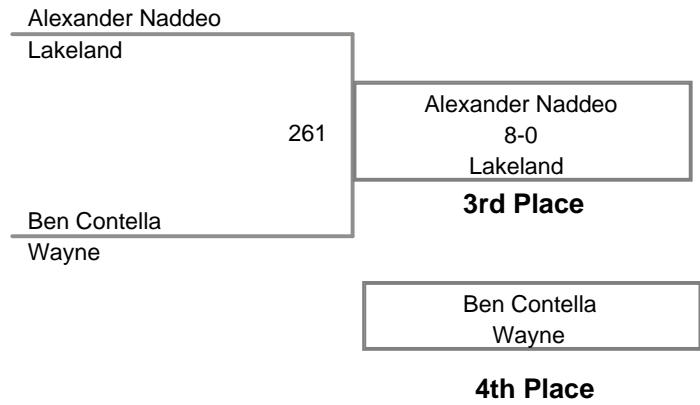 Alexander Naddeo
Lakeland
261
Alexander Naddeo
8-0
Lakeland
3rd Place
Ben Contella
Wayne
Ben Contella
Wayne
4th Place